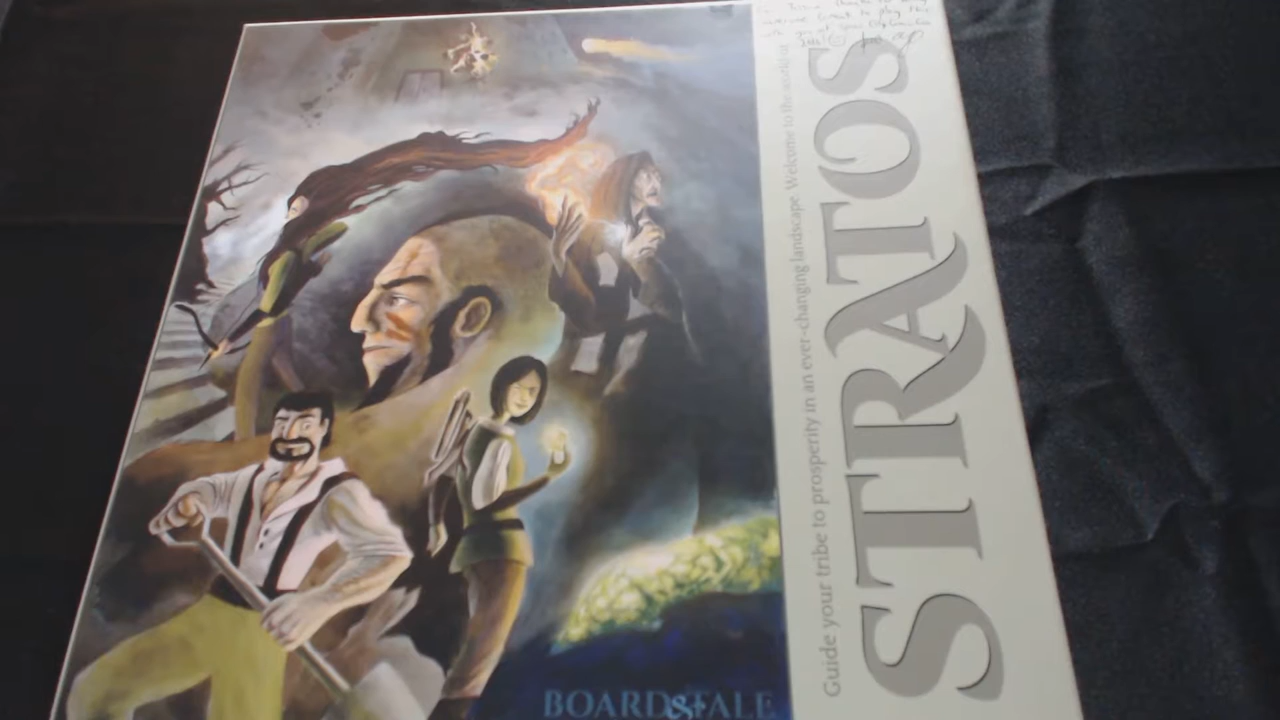 STRATOS
Guide your tribe to prosperity in an ever-changing landscape Welcome to the world of
BOARD&TALE